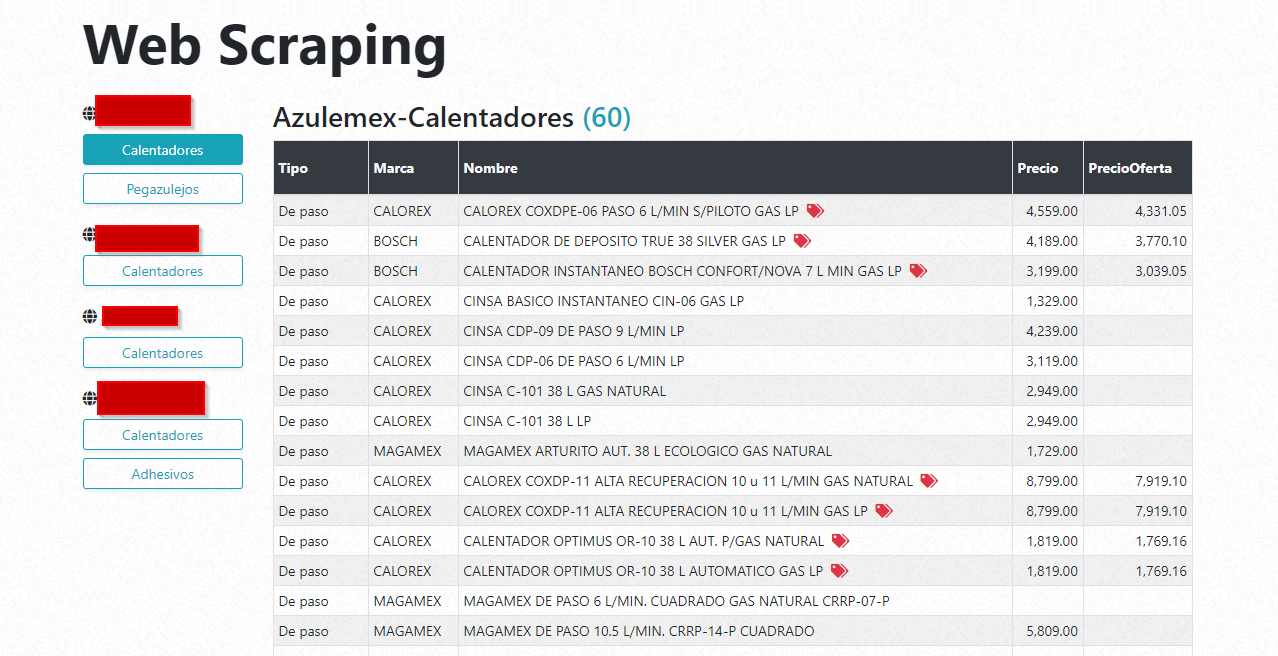 Web Scraping
Calentadores
Pegazulejos
Calentadores
Calentadores
Calentadores
Adhesivos
Azulemex-Calentadores (60)
Tipo Marca Nombre Precio PrecioOferta
De paso CALOREX CALOREX COXDPE-06 PASO 6 L/MIN S/PILOTO GAS LP 4,559.00 4,331.05
De paso BOSCH CALENTADOR DE DEPOSITO TRUE 38 SILVER GAS LP 4,189.00 3,770.10
De paso BOSCH CALENTADOR INSTANTANEO BOSCH CONFORT/NOVA 7 L MIN GAS LP 3,199.00 3,039.05
De paso CALOREX CINSA BASICO INSTANTANEO CIN-06 GAS LP 1,329.00
De paso CALOREX CINSA CDP-09 DE PASO 9 L/MIN LP 4,239.00
De paso CALOREX CINSA CDP-06 DE PASO 6 L/MIN LP 3,119.00
De paso CALOREX CINSA C-101 38 L GAS NATURAL 2,949.00
De paso CALOREX CINSA C-101 38 L LP 2,949.00
De paso MAGAMEX MAGAMEX ARTURITO AUT. 38 L ECOLOGICO GAS NATURAL 1,729.00
De paso CALOREX CALOREX COXDP-11 ALTA RECUPERACION 10 u 11 L/MIN GAS NATURAL 8,799.00 7,919.10
De paso CALOREX CALOREX COXDP-11 ALTA RECUPERACION 10 u 11 L/MIN GAS LP 8,799.00 7,919.10
De paso CALOREX CALENTADOR OPTIMUS OR-10 38 L AUT. P/GAS NATURAL 1,819.00 1,769.16
De paso CALOREX CALENTADOR OPTIMUS OR-10 38 L AUTOMATICO GAS LP 1,819.00 1,769.16
De paso MAGAMEX MAGAMEX DE PASO 6 L/MIN. CUADRADO GAS NATURAL CRRP-07-P
De paso MAGAMEX MAGAMEX DE PASO 10.5 L/MIN. CRRP-14-P CUADRADO 5,809.00